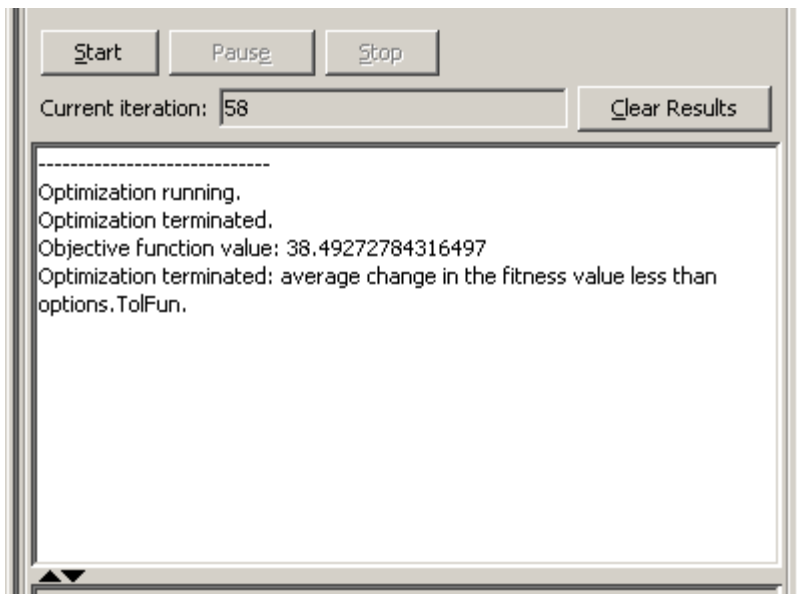 Start Pause Stop
Current iteration: 58 Clear Results
----------------------------
Optimization running.
Optimization terminated.
Objective function value: 38.49272784316497
Optimization terminated: average change in the fitness value less than
options.TolFun.